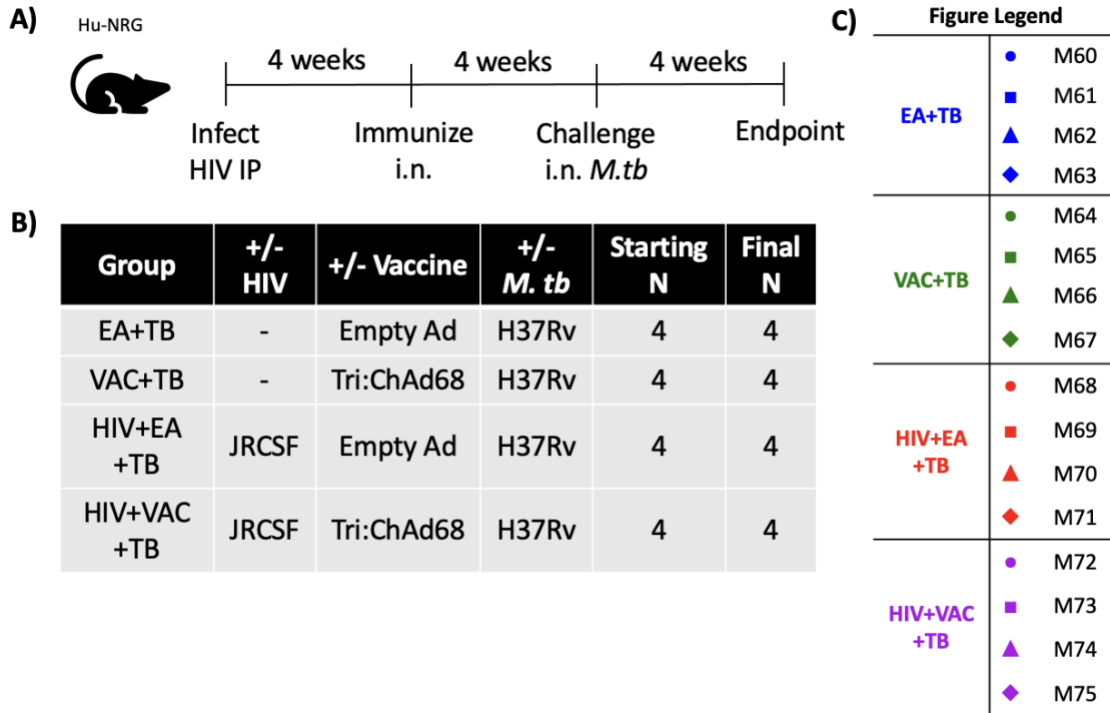 A)
Hu-NRG
4 weeks 4 weeks 4 weeks
Infect
HIV IP
Immunize
i.n.
Challenge
i.n. M.tb
Endpoint
B)
Group +/- HIV +/- Vaccine +/- M. tb Starting N Final N
EA+TB - Empty Ad H37Rv 4 4
VAC+TB - Tri:ChAd68 H37Rv 4 4
HIV+EA +TB JRCSF Empty Ad H37Rv 4 4
HIV+VAC +TB JRCSF Tri:ChAd68 H37Rv 4 4
C)
Figure Legend
EA+TB
M60
M61
M62
M63
VAC+TB
M64
M65
M66
M67
HIV+EA
+TB
M68
M69
M70
M71
HIV+VAC
+TB
M72
M73
M74
M75